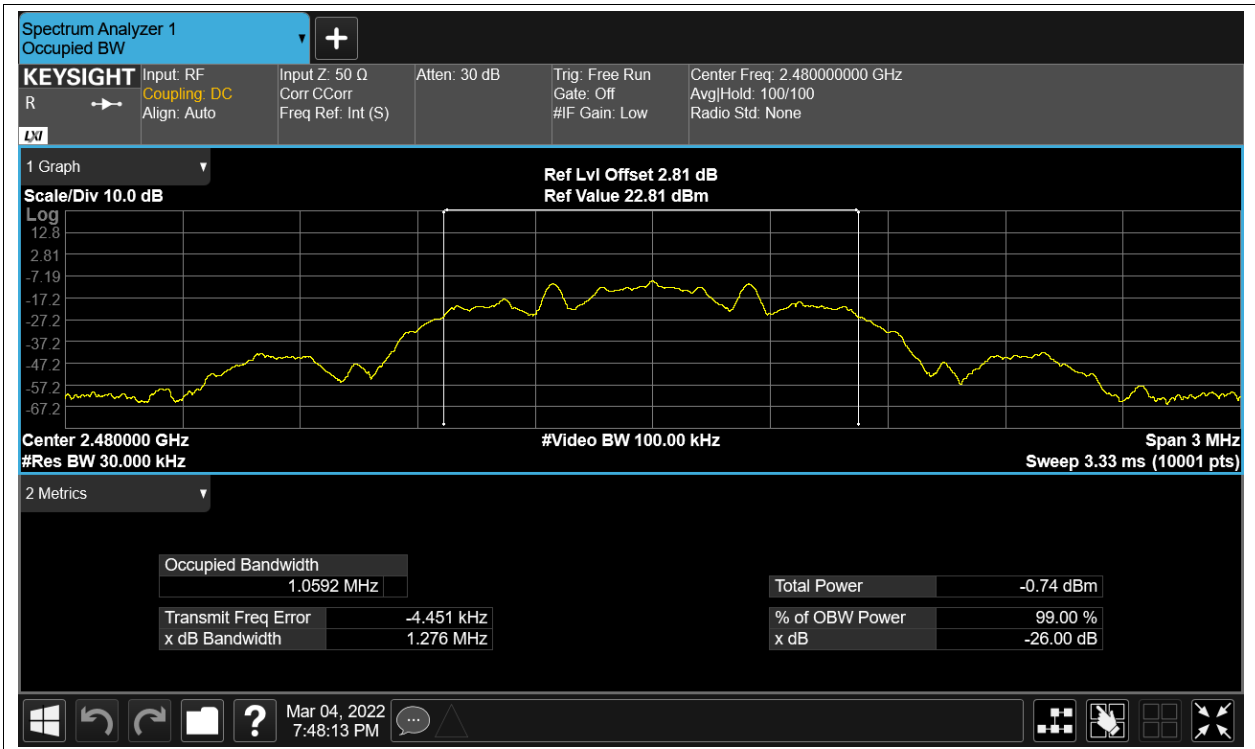 Spectrum Analyzer 1
Occupied BW
KEYSIGHT
R
LXI
Input: RF
Coupling: DC
Align: Auto
Input Z: 50 Ω
Corr CCorr
Freq Ref: Int (S)
Atten: 30 dB
Trig: Free Run
Gate: Off
#IF Gain: Low
Center Freq: 2.480000000 GHz
Avg|Hold: 100/100
Radio Std: None
1 Graph
Scale/Div 10.0 dB
Ref Lvl Offset 2.81 dB
Ref Value 22.81 dBm
Log
12.8
2.81
-7.19
-17.2
-27.2
-37.2
-47.2
-57.2
-67.2
Center 2.480000 GHz
#Res BW 30.000 kHz
#Video BW 100.00 kHz
Span 3 MHz
Sweep 3.33 ms (10001 pts)
2 Metrics
Occupied Bandwidth
1.0592 MHz
Transmit Freq Error -4.451 kHz
x dB Bandwidth 1.276 MHz
Total Power -0.74 dBm
% of OBW Power 99.00 %
x dB -26.00 dB
?
Mar 04, 2022
7:48:13 PM